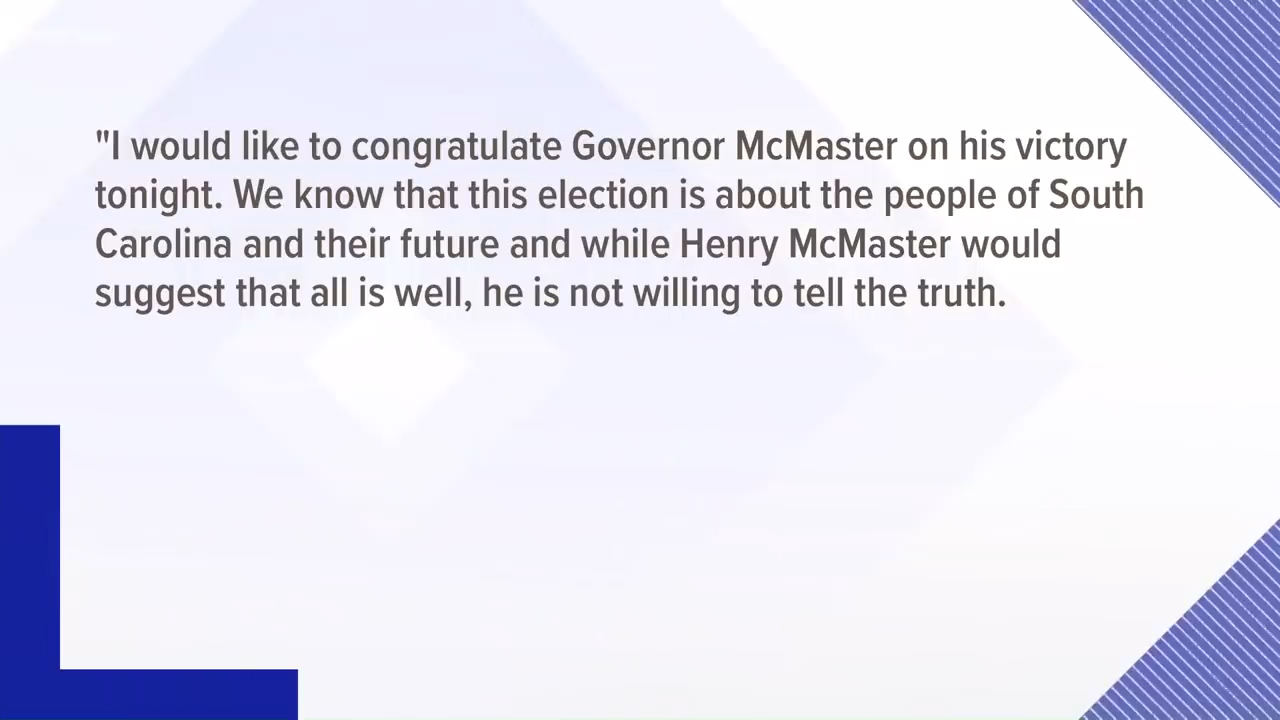 "I would like to congratulate Governor McMaster on his victory
tonight. We know that this election is about the people of South
Carolina and their future and while Henry McMaster would
suggest that all is well, he is not willing to tell the truth.